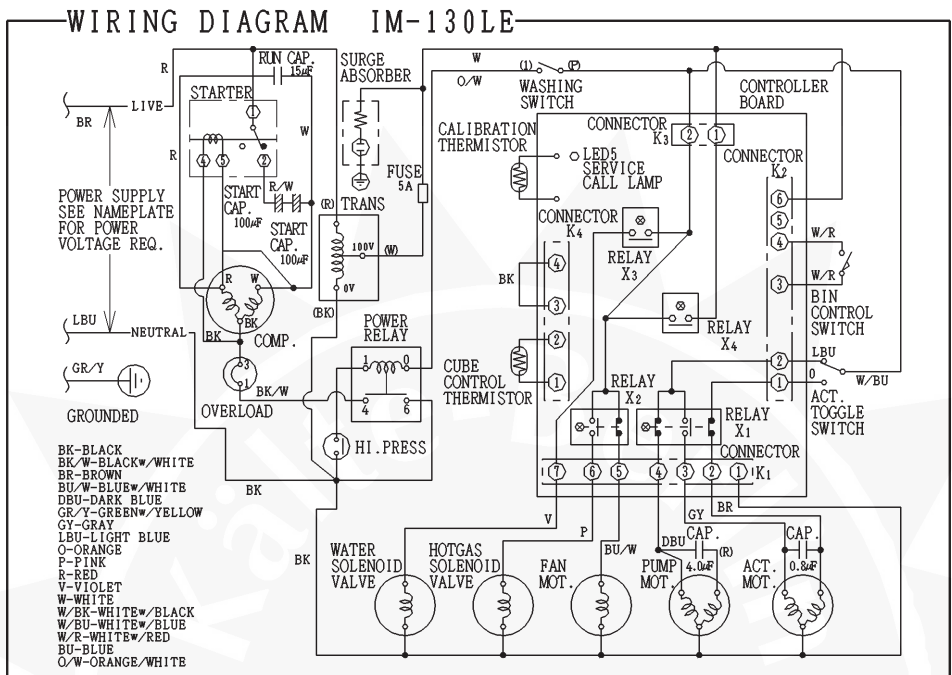 WIRING DIAGRAM IM-130LE
RUN CAP.
15μF
SURGE
ABSORBER
R
W
O/W
(1)
(P)
WASHING
SWITCH
CONTROLLER
BOARD
STARTER
LIVE
BR
W
R
4
5
2
POWER SUPPLY
SEE NAMEPLATE
FOR POWER
VOLTAGE REQ.
START
CAP.
100μF
R/W
START
CAP.
100μF
(R)
TRANS
100V
(W)
0V
(BK)
FUSE
5A
CALIBRATION
THERMISTOR
LED5
SERVICE
CALL LAMP
CONNECTOR
K3
2
1
CONNECTOR
K2
6
5
4
3
2
1
W/R
W/R
BIN
CONTROL
SWITCH
LBU
O
W/BU
ACT.
TOGGLE
SWITCH
CONNECTOR
K4
4
3
2
1
BK
RELAY
X3
RELAY
X4
R
W
BK
BK
COMP.
LBU
NEUTRAL
GR/Y
GROUNDED
3
1
OVERLOAD
BK/W
POWER
RELAY
1
0
4
6
CUBE
CONTROL
THERMISTOR
RELAY
X2
RELAY
X1
HI.PRESS
CONNECTOR
K1
7
6
5
4
3
2
1
BK
BK
V
P
BU/W
DBU
GY
BR
WATER
SOLENOID
VALVE
HOTGAS
SOLENOID
VALVE
FAN
MOT.
PUMP
MOT.
CAP.
(R)
4.0μF
ACT.
MOT.
CAP.
0.8μF
BK-BLACK
BK/W-BLACKw/WHITE
BR-BROWN
BU/W-BLUEw/WHITE
DBU-DARK BLUE
GR/Y-GREENw/YELLOW
GY-GRAY
LBU-LIGHT BLUE
O-ORANGE
P-PINK
R-RED
V-VIOLET
W-WHITE
W/BK-WHITEw/BLACK
W/BU-WHITEw/BLUE
W/R-WHITEw/RED
BU-BLUE
O/W-ORANGE/WHITE